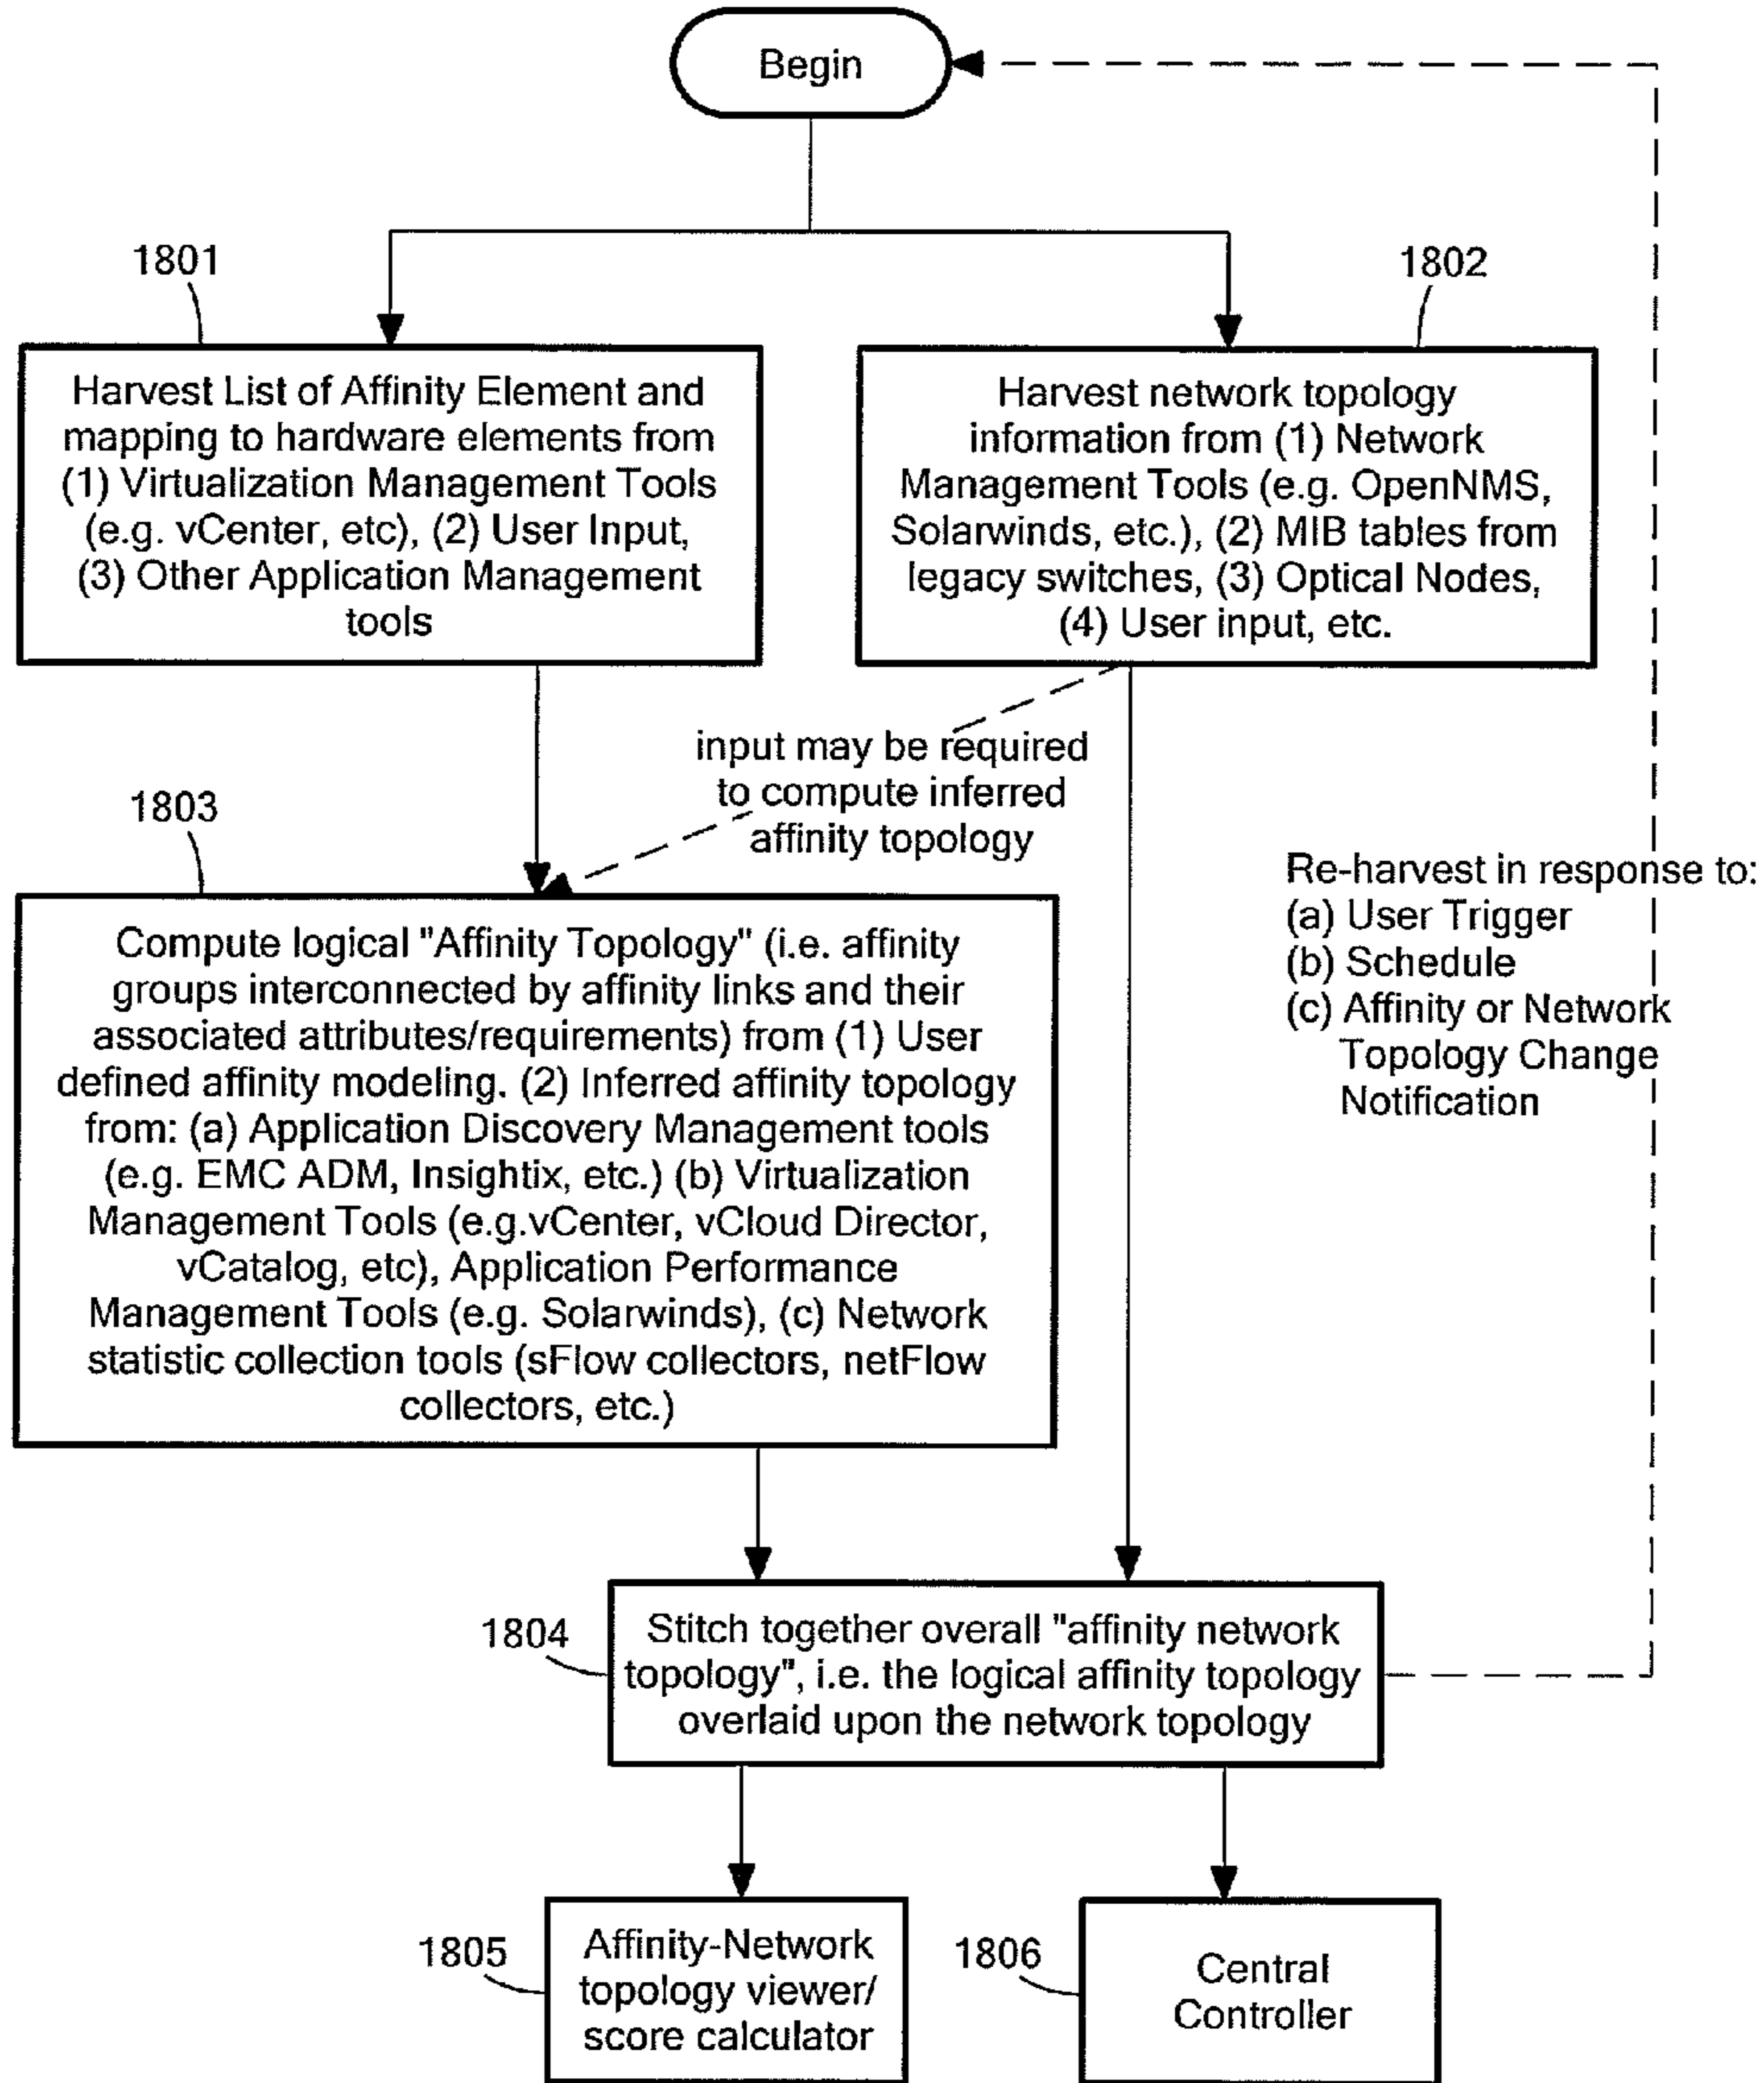 Begin
1801
1802
Harvest List of Affinity Element and
mapping to hardware elements from
(1) Virtualization Management Tools
(e.g. vCenter, etc), (2) User Input,
(3) Other Application Management
tools
Harvest network topology
information from (1) Network
Management Tools (e.g. OpenNMS,
Solarwinds, etc.), (2) MIB tables from
legacy switches, (3) Optical Nodes,
(4) User input, etc.
input may be required
to compute inferred
affinity topology
1803
Re-harvest in response to:
(a) User Trigger
(b) Schedule
(c) Affinity or Network
Topology Change
Notification
Compute logical "Affinity Topology" (i.e. affinity
groups interconnected by affinity links and their
associated attributes/requirements) from (1) User
defined affinity modeling. (2) Inferred affinity topology
from: (a) Application Discovery Management tools
(e.g. EMC ADM, Insightix, etc.) (b) Virtualization
Management Tools (e.g.vCenter, vCloud Director,
vCatalog, etc), Application Performance
Management Tools (e.g. Solarwinds), (c) Network
statistic collection tools (sFlow collectors, netFlow
collectors, etc.)
1804
Stitch together overall "affinity network
topology", i.e. the logical affinity topology
overlaid upon the network topology
1805
Affinity-Network
topology viewer/
score calculator
1806
Central
Controller